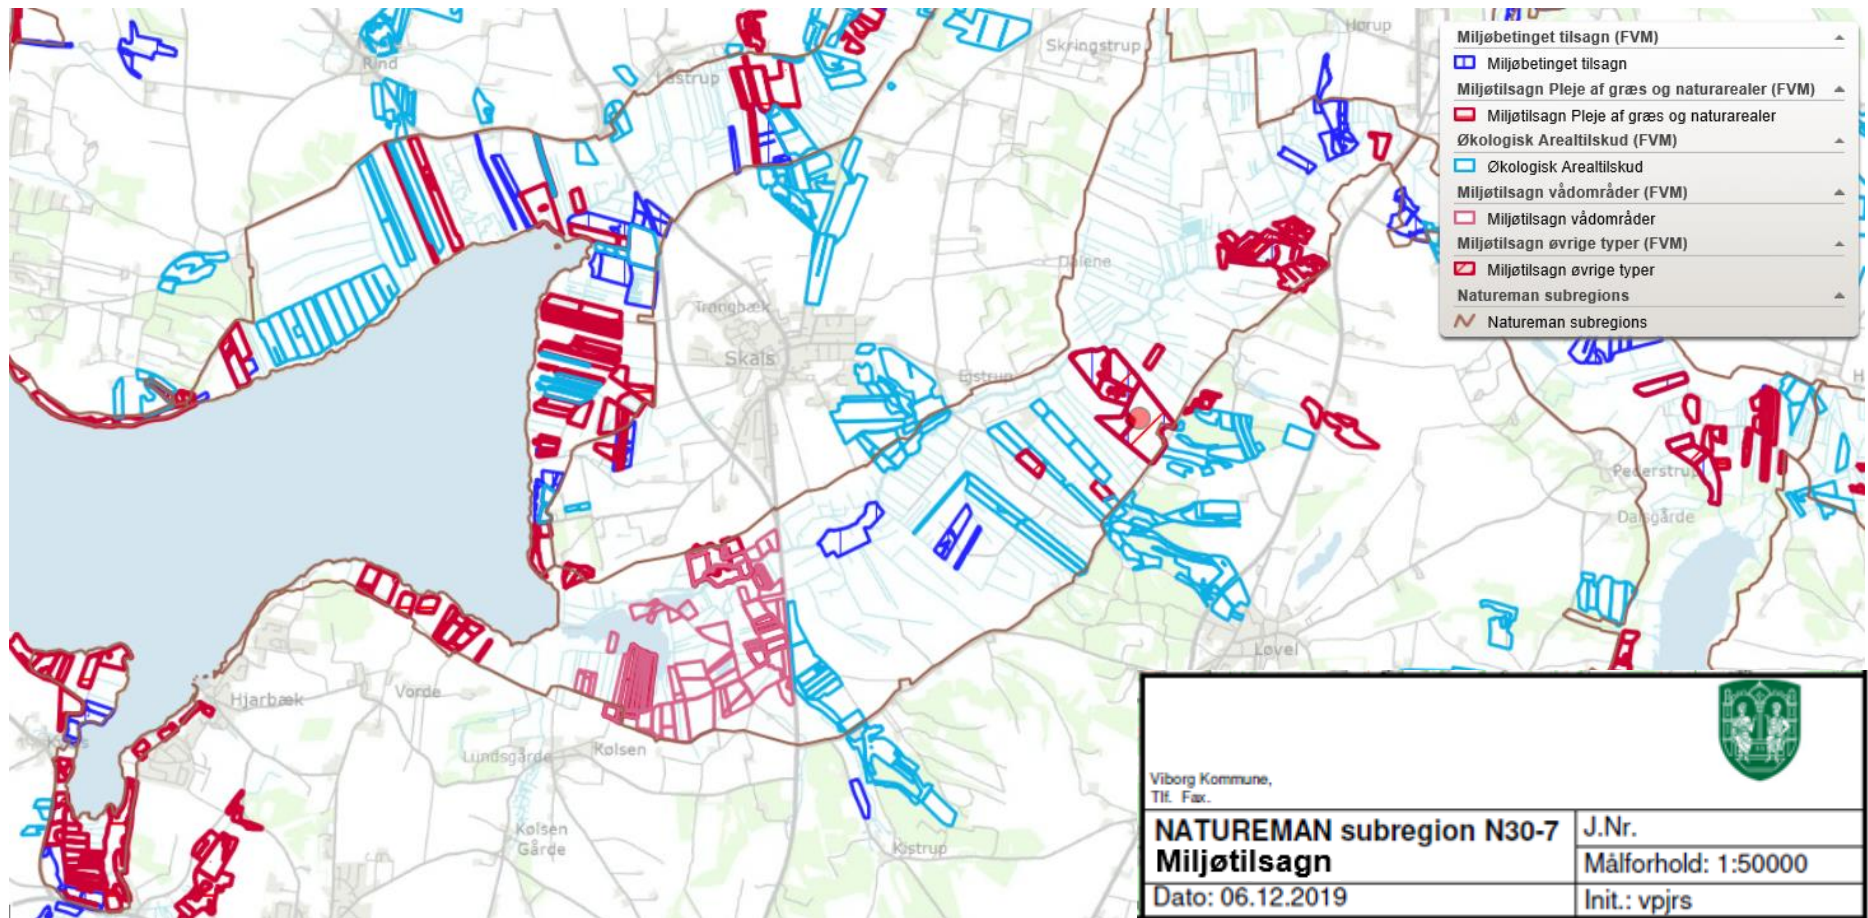 Rind
Låstrup
Skringstrup
Hørup
Miljøbetinget tilsagn (FVM)
Miljøbetinget tilsagn
Miljøtilsagn Pleje af græs og naturarealer (FVM)
Miljøtilsagn Pleje af græs og naturarealer
Økologisk Arealtilskud (FVM)
Økologisk Arealtilskud
Miljøtilsagn vådområder (FVM)
Miljøtilsagn vådområder
Miljøtilsagn øvrige typer (FVM)
Miljøtilsagn øvrige typer
Natureman subregions
Natureman subregions
Dalene
Trangbæk
Skals
Ejstrup
Pederstrup
Dalsgårde
Løvel
Hjarbæk
Vorde
Lundsgårde
Kølsen
Kølsen
Gårde
Kistrup
Viborg Kommune,
Tlf. Fax.
NATUREMAN subregion N30-7
Miljøtilsagn
J.Nr.
Målforhold: 1:50000
Dato: 06.12.2019
Init.: vpjrs